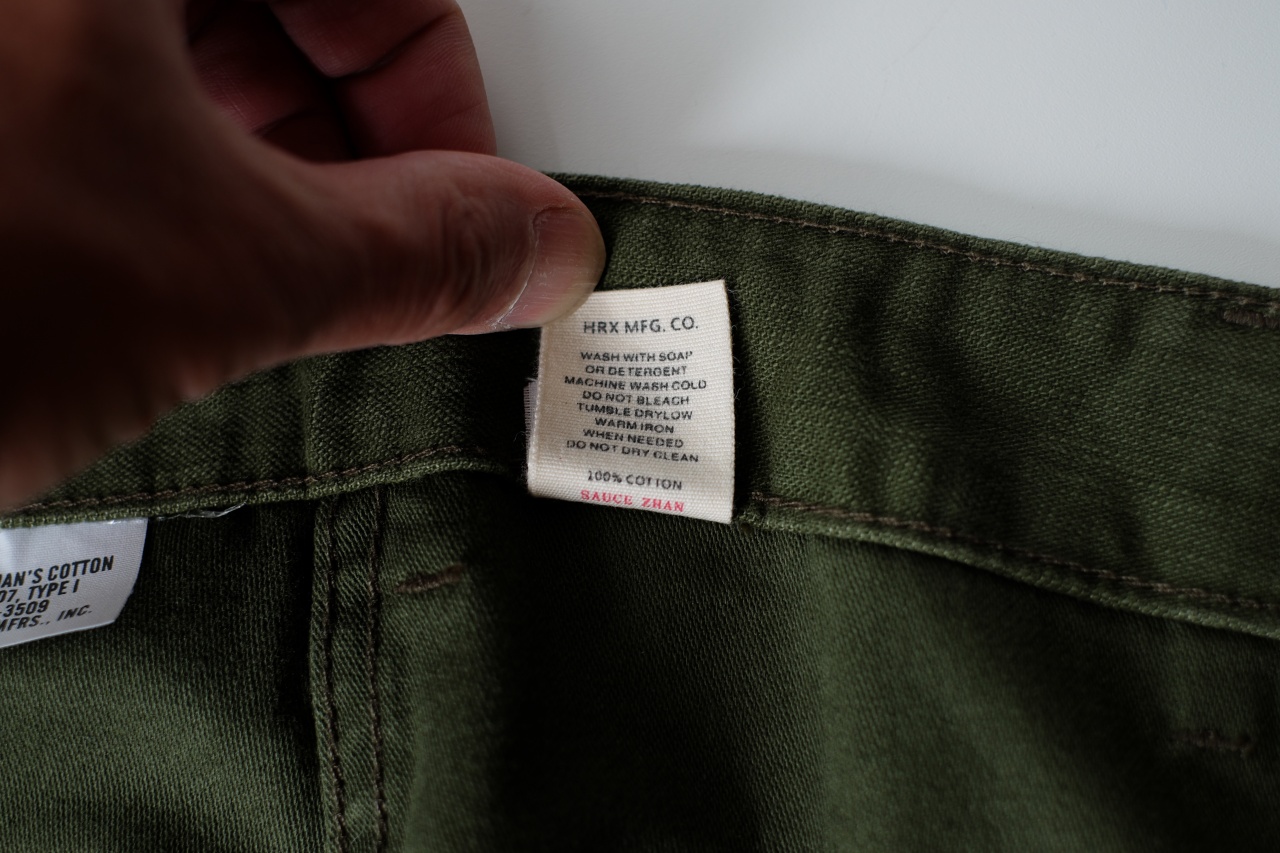 HRX MFG. CO.
WASH WITH SOAP
OR DETERGENT
MACHINE WASH COLD
DO NOT BLEACH
TUMBLE DRYLOW
WARM IRON
WHEN NEEDED
DO NOT DRY CLEAN
100% COTTON
SAUCE ZHAN
AN'S COTTON
07, TYPE I
-3509
MFRS., INC.